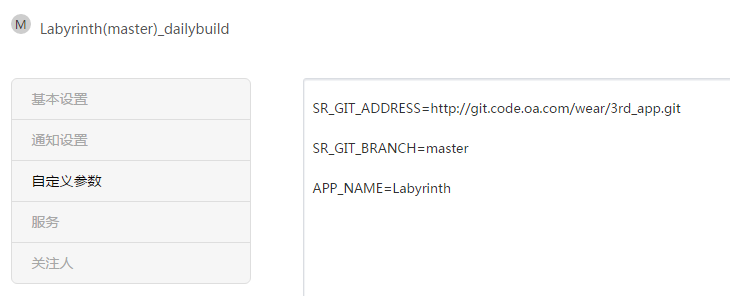 M Labyrinth(master)_dailybuild
基本设置
通知设置
自定义参数
服务
关注人
SR_GIT_ADDRESS=http://git.code.oa.com/wear/3rd_app.git
SR_GIT_BRANCH=master
APP_NAME=Labyrinth